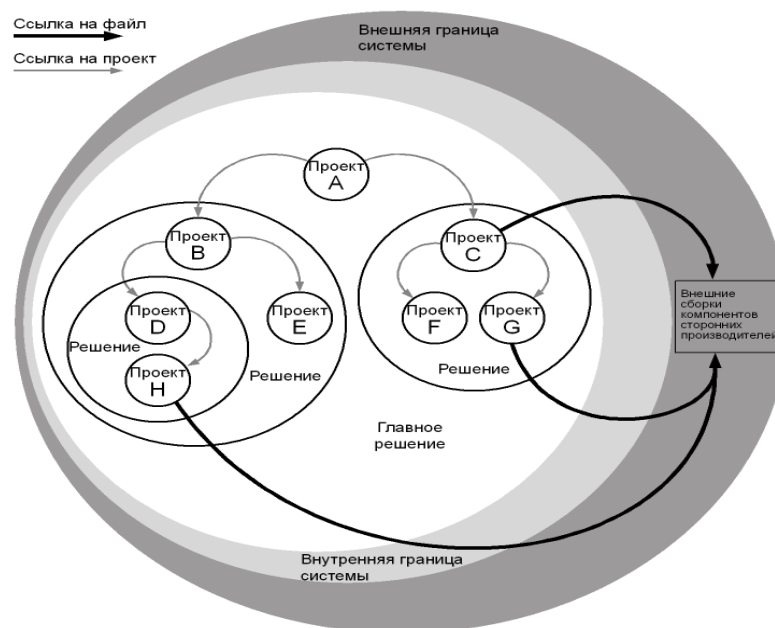 Ссылка на файл
Ссылка на проект
Внешняя граница
системы
Проект
A
Проект
B
Проект
C
Проект
D
Проект
E
Проект
F
Проект
G
Решение
Проект
H
Решение
Решение
Внешние
сборки
компонентов
сторонних
производителей
Главное
решение
Внутренняя граница
системы